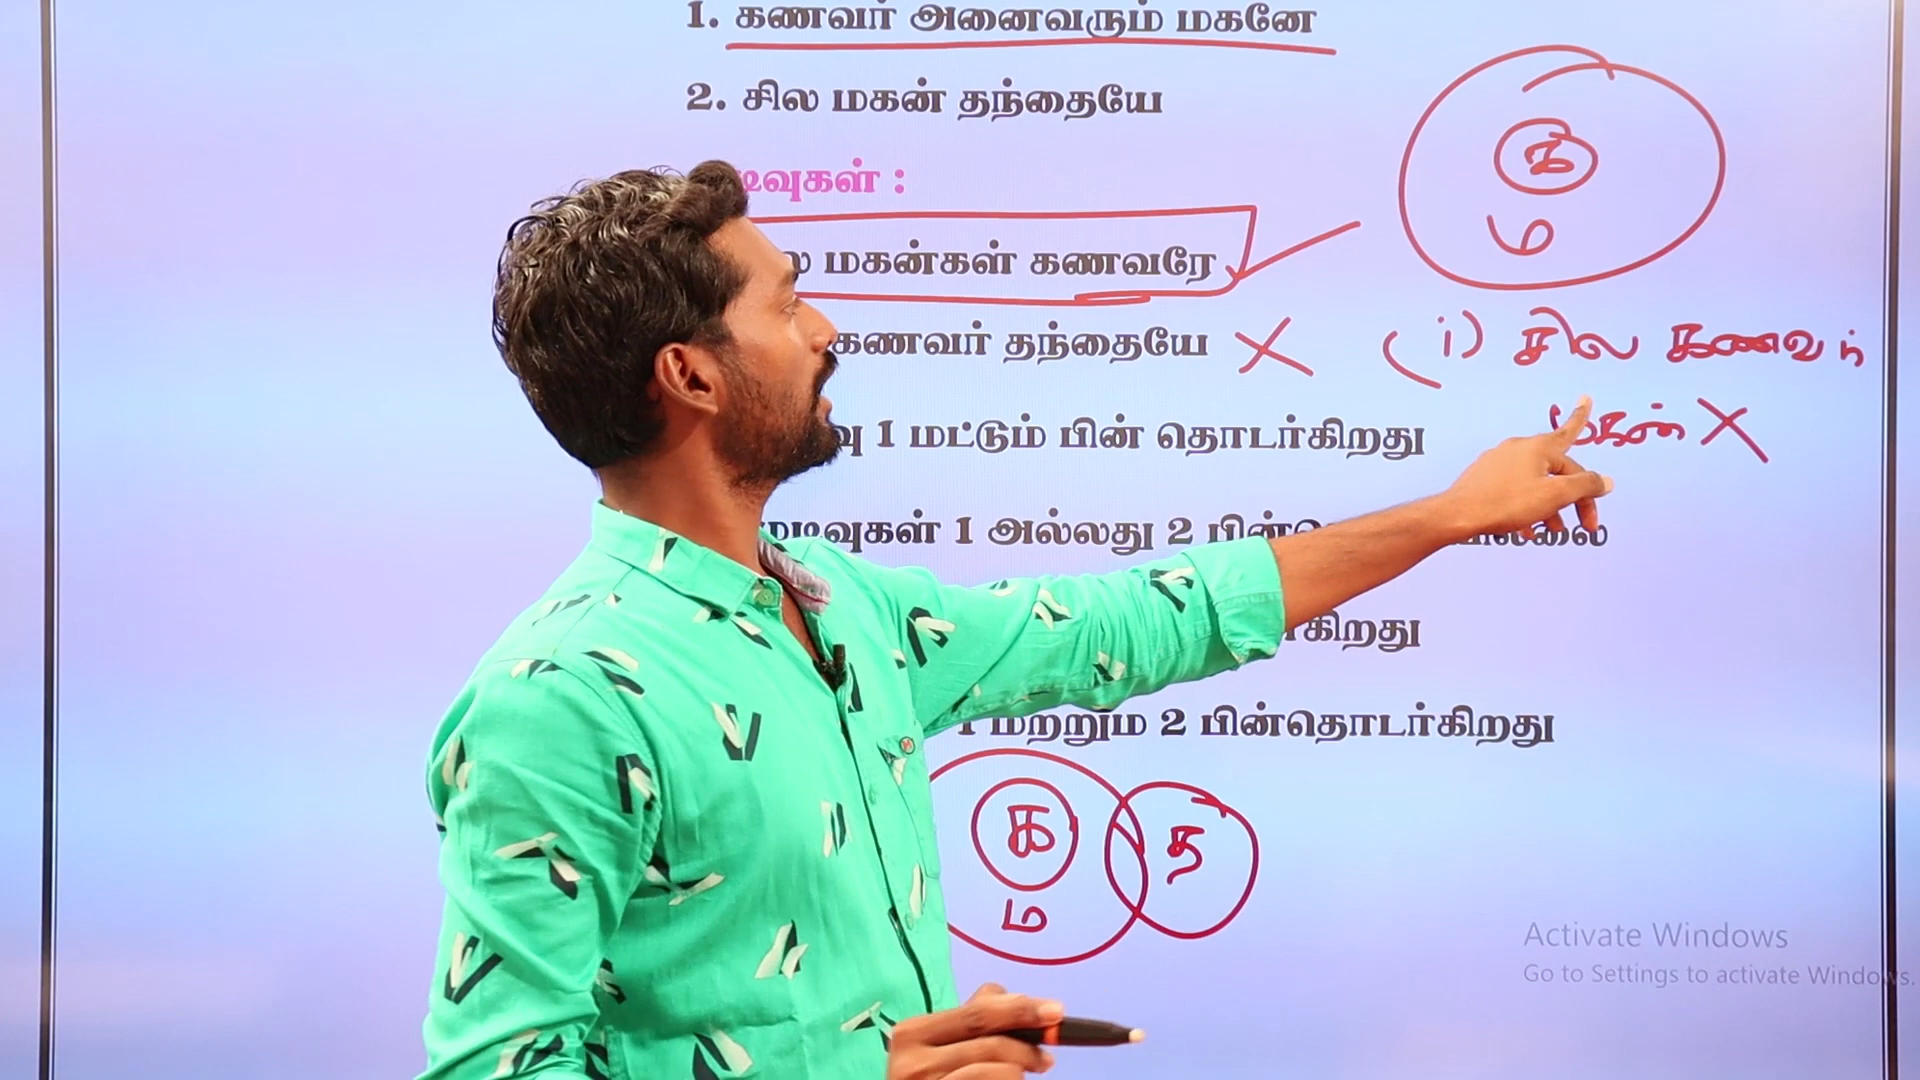 1. கணவர் அனைவரும் மகனே
2. சில மகன் தந்தையே
டிவுகள் :
ல மகன்கள் கணவரே
க
ம
கணவர் தந்தையே
(i) சில கணவர்
மகன் X
வு 1 மட்டும் பின் தொடர்கிறது
முடிவுகள் 1 அல்லது 2
கிறது
1 மற்றும் 2 பின்தொடர்கிறது
க
ம
த
Activate Windows
Go to Settings to activate Windows.